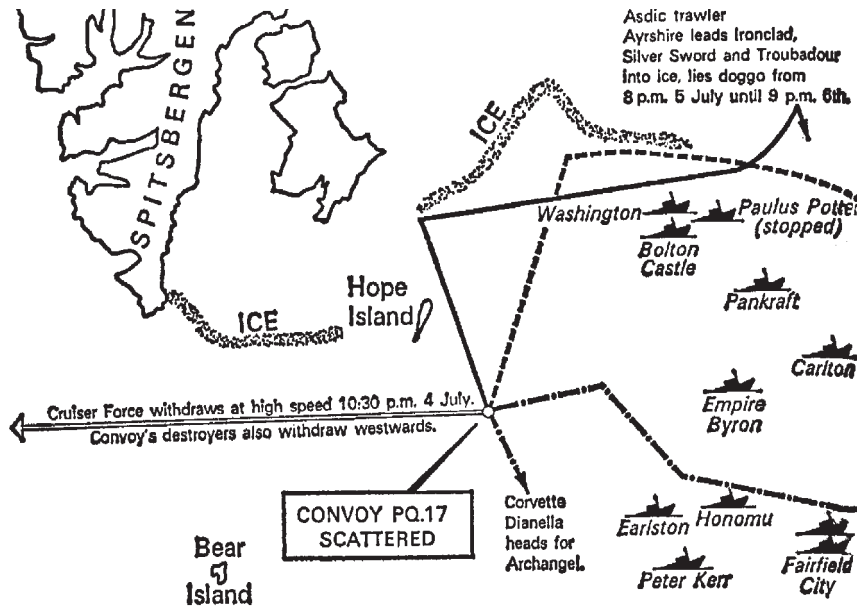 Asdic trawler
Ayrshire leads Ironclad,
Silver Sword and Troubadour
into ice, lies doggo from
8 p.m. 5 July until 9 p.m. 6th.
SPITSBERGEN
ICE
Washington
Paulus Potter
(stopped)
Bolton
Castle
Hope
Island
ICE
Pankraft
Carlton
Empire
Byron
Cruiser Force withdraws at high speed 10:30 p.m. 4 July.
Convoy's destroyers also withdraw westwards.
CONVOY PQ.17
SCATTERED
Corvette
Dianella
heads for
Archangel.
Earlston
Honomu
Peter Kerr
Fairfield
City
Bear
Island